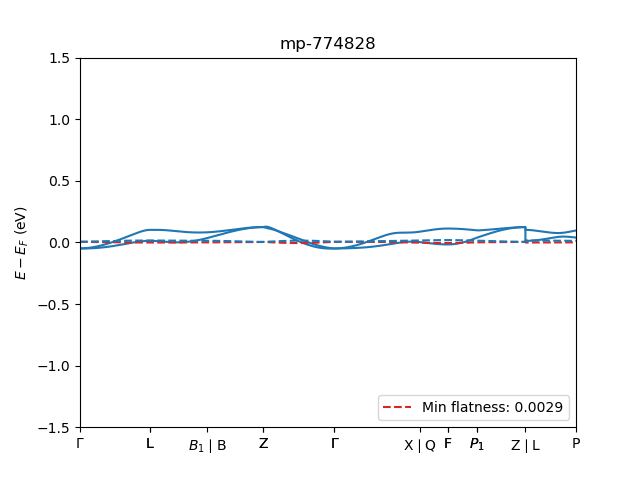 mp-774828
1.5
1.0
0.5
0.0
−0.5
−1.0
−1.5
E − E_F (eV)
Min flatness: 0.0029
Γ L B₁ | B Z Γ X | Q F P₁ Z | L P